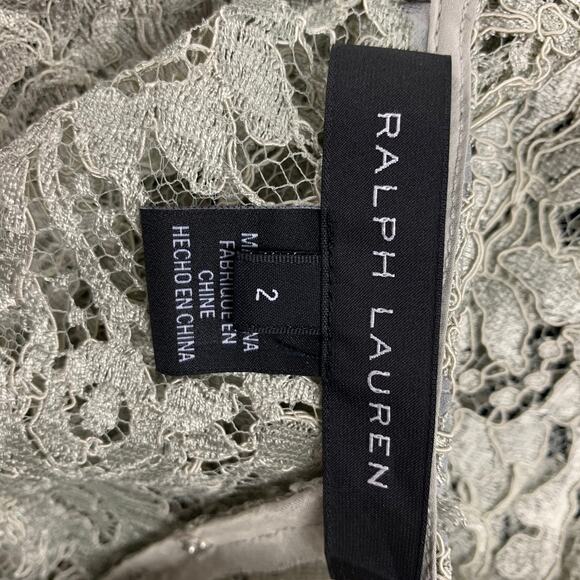 RALPH LAUREN
2
FABRIQUE EN
CHINE
HECHO EN CHINA